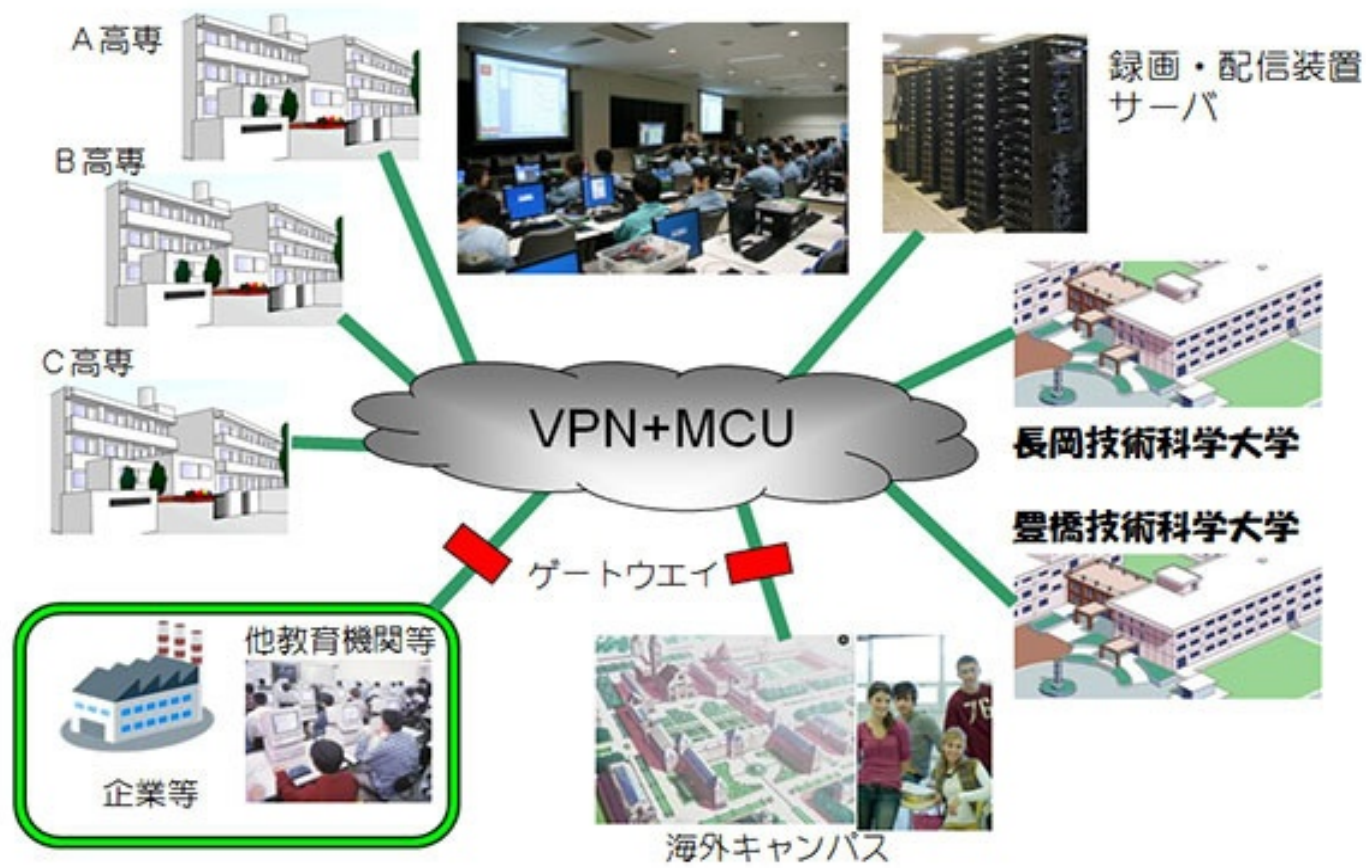 A高専
録画・配信装置
サーバ
B高専
C高専
VPN+MCU
長岡技術科学大学
豊橋技術科学大学
ゲートウエイ
他教育機関等
企業等
76
海外キャンパス